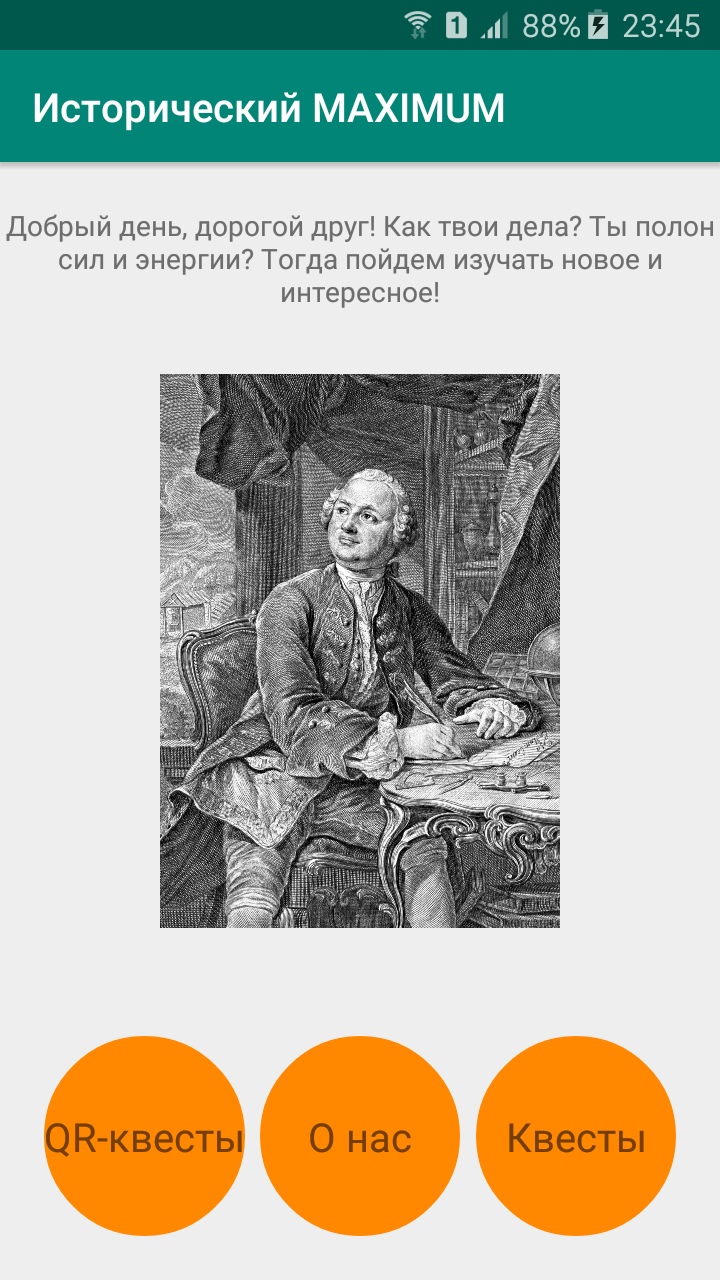 1 88% 23:45
Исторический MAXIMUM
Добрый день, дорогой друг! Как твои дела? Ты полон
сил и энергии? Тогда пойдем изучать новое и
интересное!
QR-квесты О нас Квесты